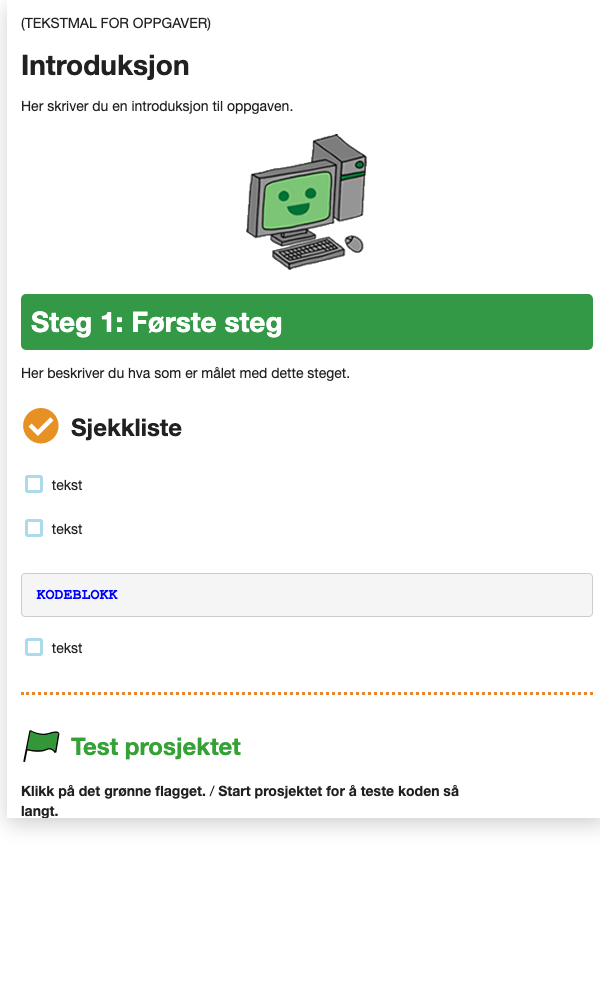 (TEKSTMAL FOR OPPGAVER)
Introduksjon
Her skriver du en introduksjon til oppgaven.
Steg 1: Første steg
Her beskriver du hva som er målet med dette steget.
Sjekkliste
tekst
tekst
KODEBLOKK
tekst
Test prosjektet
Klikk på det grønne flagget. / Start prosjektet for å teste koden så
langt.